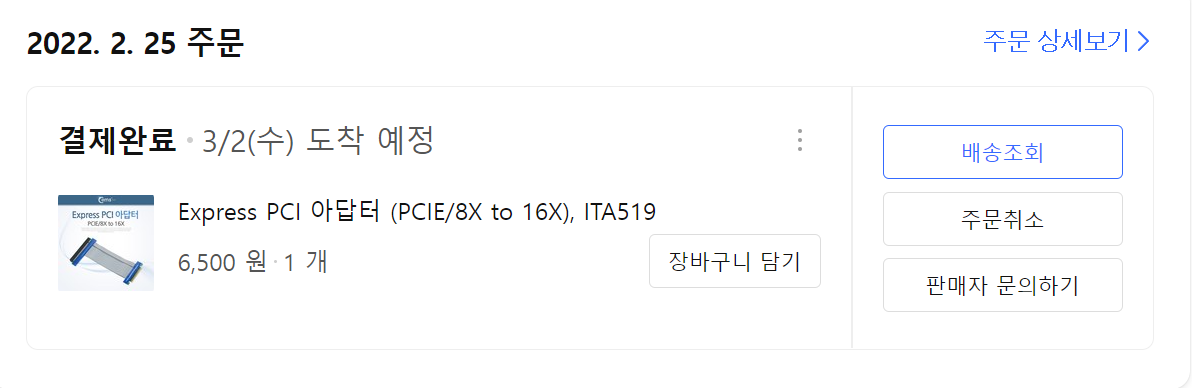 2022. 2. 25 주문
주문 상세보기
결제완료 • 3/2(수) 도착 예정
Express PCI 아답터
PCIE/8X to 16X
Express PCI 아답터 (PCIE/8X to 16X), ITA519
6,500 원 · 1 개
장바구니 담기
배송조회
주문취소
판매자 문의하기